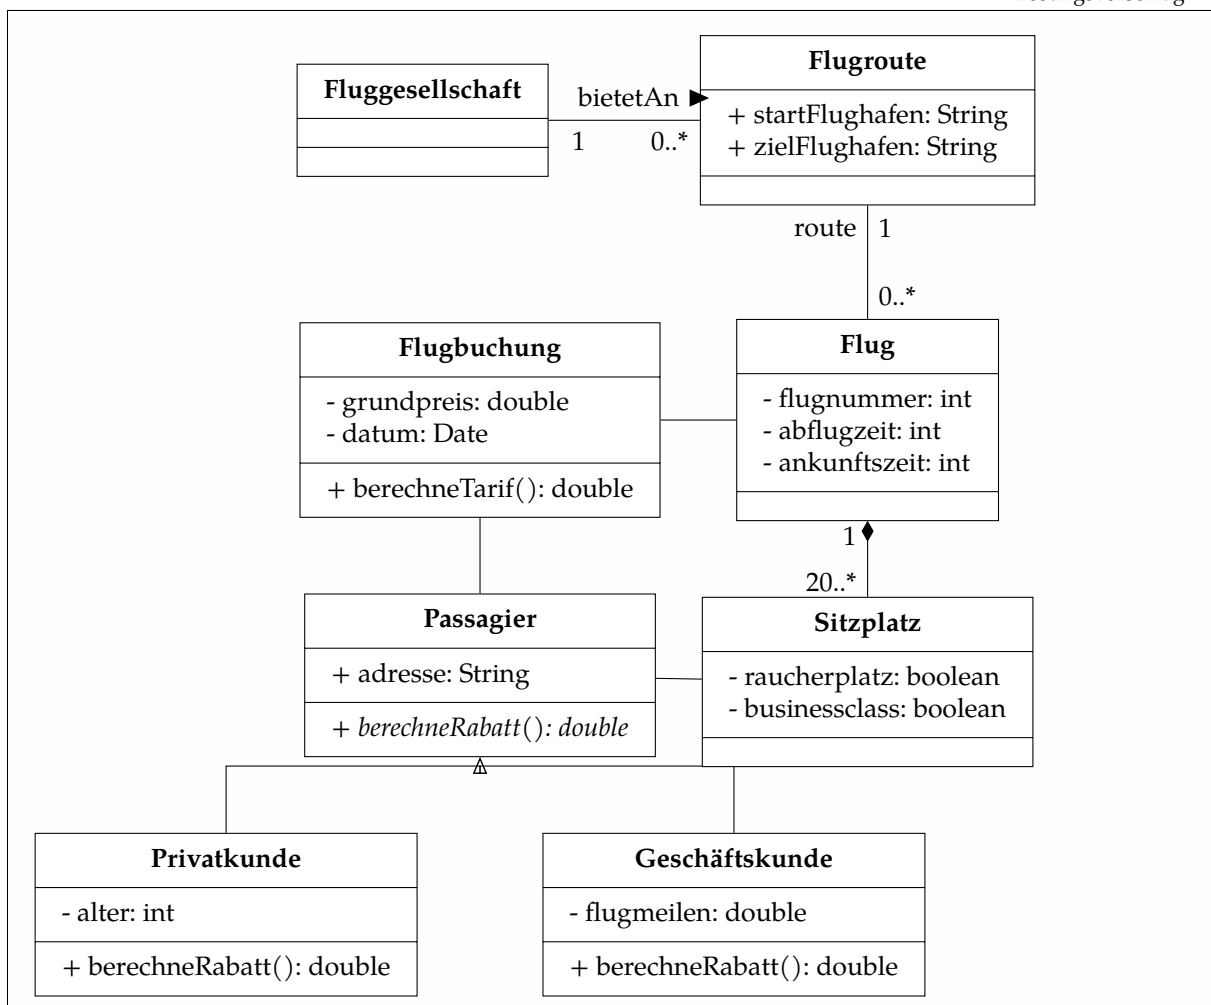 Fluggesellschaft
bietetAn ▶
1
0..*
Flugroute
+ startFlughafen: String
+ zielFlughafen: String
route
1
0..*
Flugbuchung
- grundpreis: double
- datum: Date
+ berechneTarif(): double
Flug
- flugnummer: int
- abflugzeit: int
- ankunftszeit: int
1
20..*
Passagier
+ adresse: String
+ berechneRabatt(): double
Sitzplatz
- raucherplatz: boolean
- businessclass: boolean
Privatkunde
- alter: int
+ berechneRabatt(): double
Geschäftskunde
- flugmeilen: double
+ berechneRabatt(): double